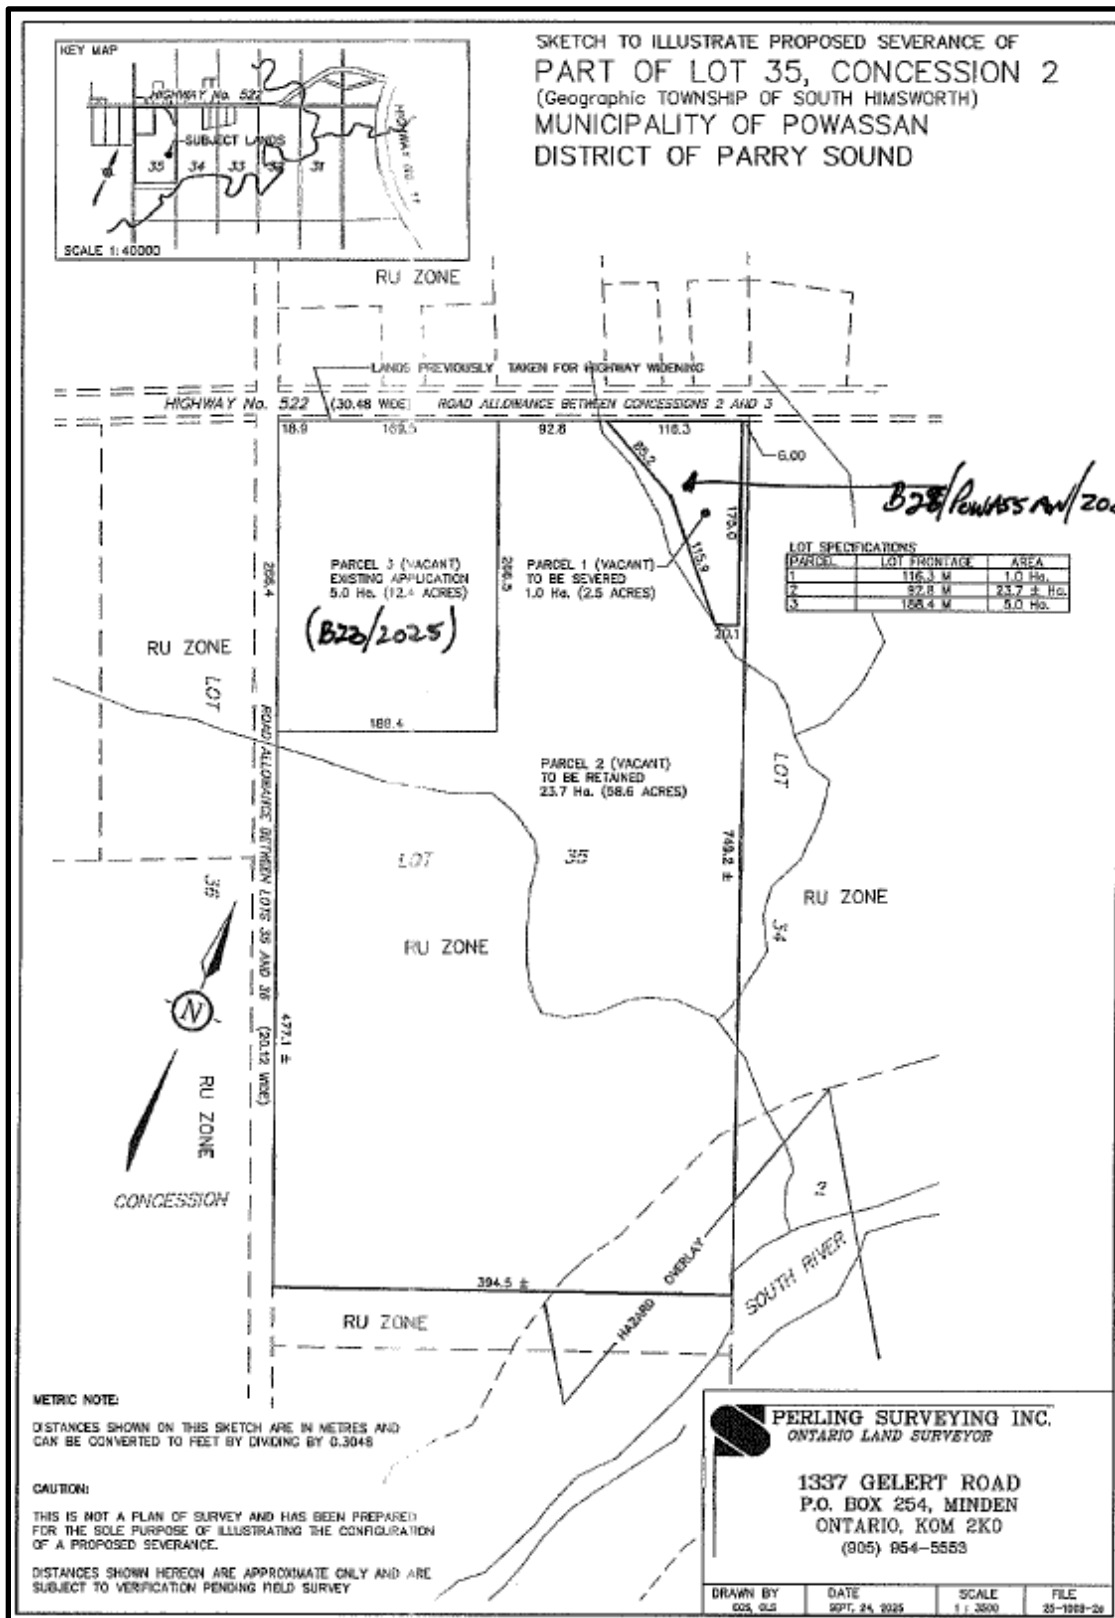 KEY MAP
HIGHWAY No. 522
SUBJECT LANDS
35 34 33 32 31
SCALE 1:40000
SKETCH TO ILLUSTRATE PROPOSED SEVERANCE OF
PART OF LOT 35, CONCESSION 2
(Geographic TOWNSHIP OF SOUTH HIMSWORTH)
MUNICIPALITY OF POWASSAN
DISTRICT OF PARRY SOUND
RU ZONE
LANDS PREVIOUSLY TAKEN FOR HIGHWAY WIDENING
HIGHWAY No. 522 (30.48 WIDE) ROAD ALLOWANCE BETWEEN CONCESSIONS 2 AND 3
18.9 169.5 92.8 116.3
6.00
85.2
B28/POWASSAN/202
115.9
LOT SPECIFICATIONS
PARCEL LOT FRONTAGE AREA
1 116.3 M 1.0 Ha.
2 92.8 M 23.7 ± Ha.
3 188.4 M 5.0 Ha.
266.4
266.5
PARCEL 3 (VACANT)
EXISTING APPLICATION
5.0 Ha. (12.4 ACRES)
(B23/2025)
PARCEL 1 (VACANT)
TO BE SEVERED
1.0 Ha. (2.5 ACRES)
20.1
RU ZONE
LOT
36
188.4
PARCEL 2 (VACANT)
TO BE RETAINED
23.7 Ha. (58.6 ACRES)
LOT 35
RU ZONE
LOT
34
749.2 ±
RU ZONE
ROAD ALLOWANCE BETWEEN LOTS 35 AND 36 (20.12 WIDE)
477.1 ±
N
RU ZONE
CONCESSION
2
394.5 ±
HAZARD OVERLAY
SOUTH RIVER
RU ZONE
METRIC NOTE:
DISTANCES SHOWN ON THIS SKETCH ARE IN METRES AND
CAN BE CONVERTED TO FEET BY DIVIDING BY 0.3048
CAUTION:
THIS IS NOT A PLAN OF SURVEY AND HAS BEEN PREPARED
FOR THE SOLE PURPOSE OF ILLUSTRATING THE CONFIGURATION
OF A PROPOSED SEVERANCE.
DISTANCES SHOWN HEREON ARE APPROXIMATE ONLY AND ARE
SUBJECT TO VERIFICATION PENDING FIELD SURVEY
PERLING SURVEYING INC.
ONTARIO LAND SURVEYOR
1337 GELERT ROAD
P.O. BOX 254, MINDEN
ONTARIO, K0M 2K0
(905) 954-5553
DRAWN BY DATE SCALE FILE
SEPT. 24, 2025 1 : 3500